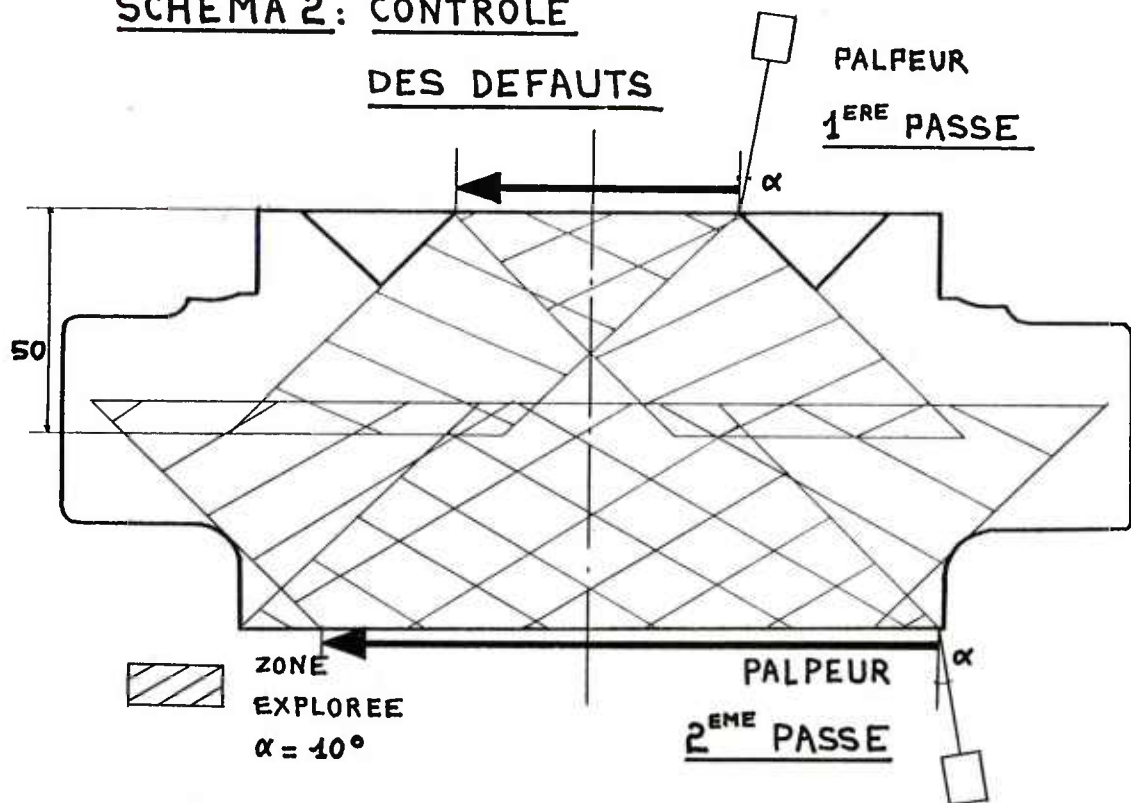 SCHEMA 2: CONTROLE
DES DEFAUTS
PALPEUR
1ERE PASSE
α
50
ZONE
EXPLOREE
α = 10°
PALPEUR
2EME PASSE
α